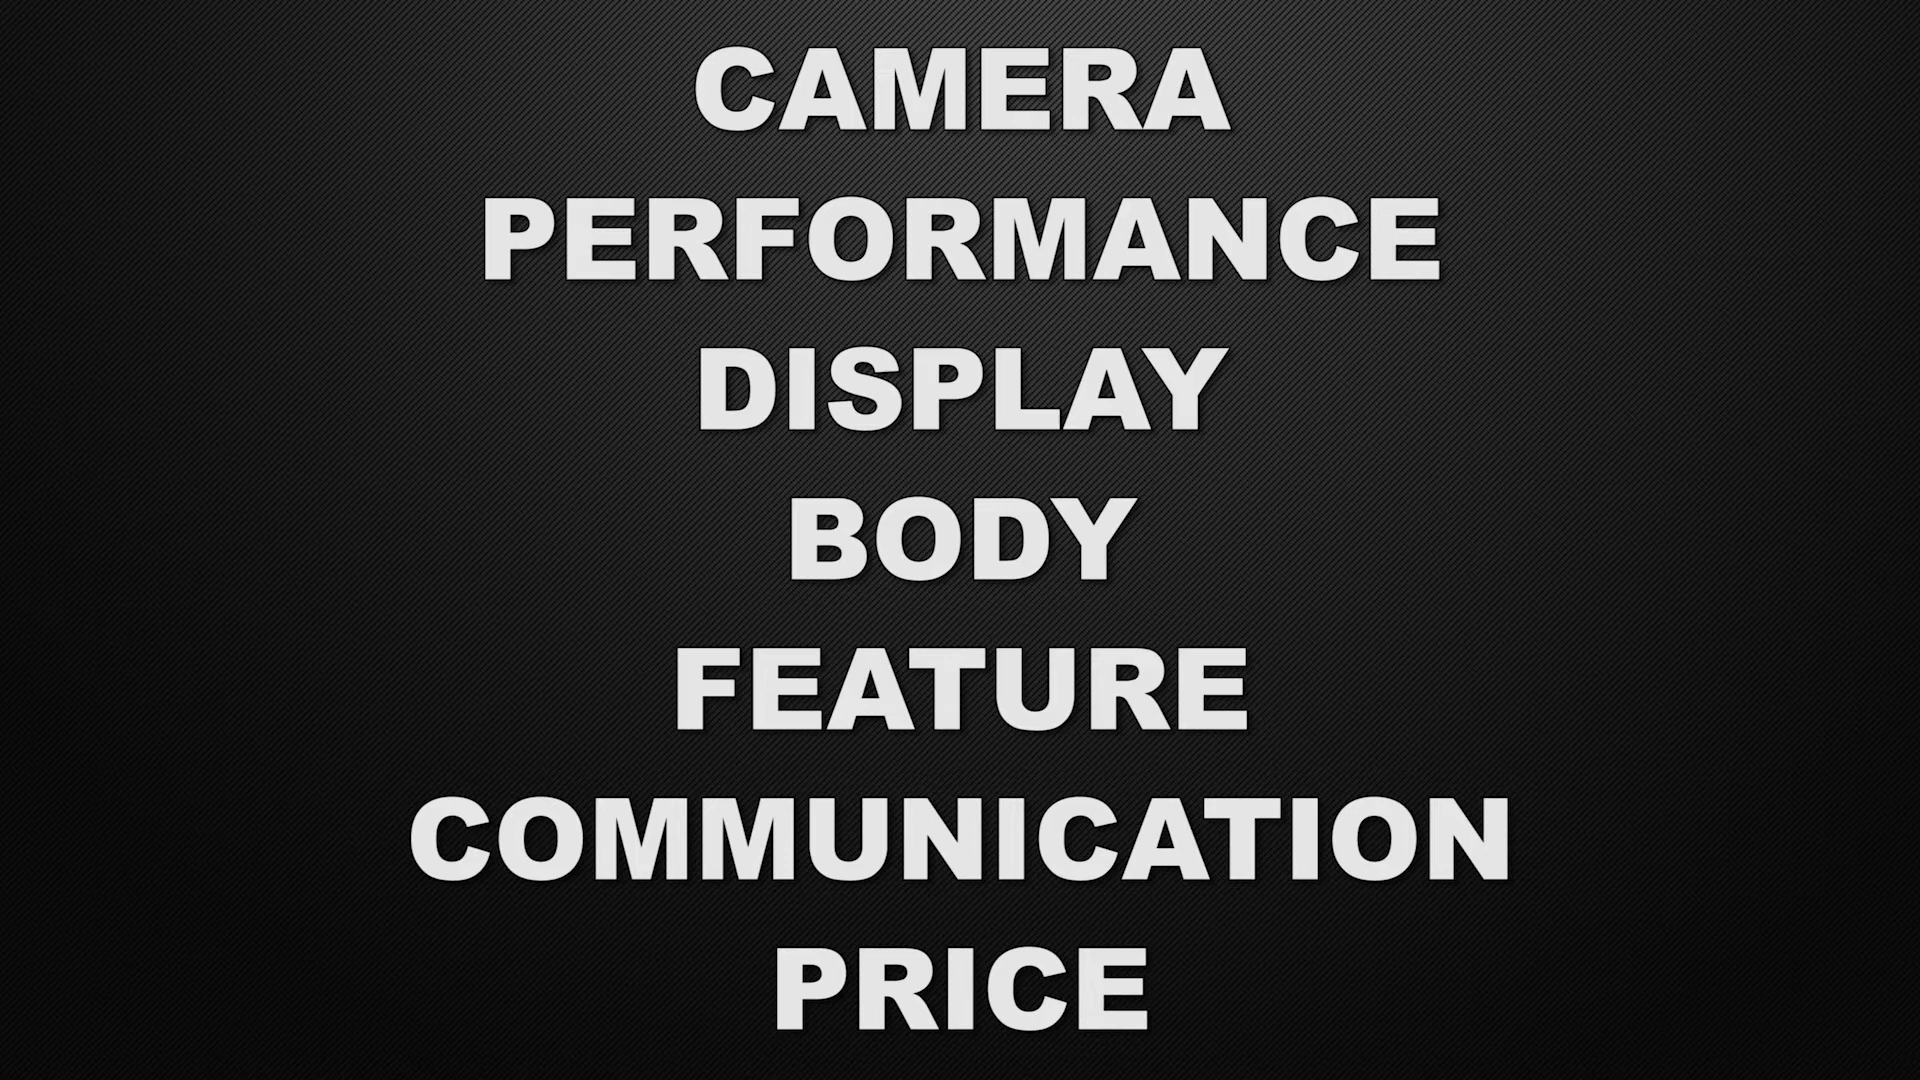 CAMERA
PERFORMANCE
DISPLAY
BODY
FEATURE
COMMUNICATION
PRICE